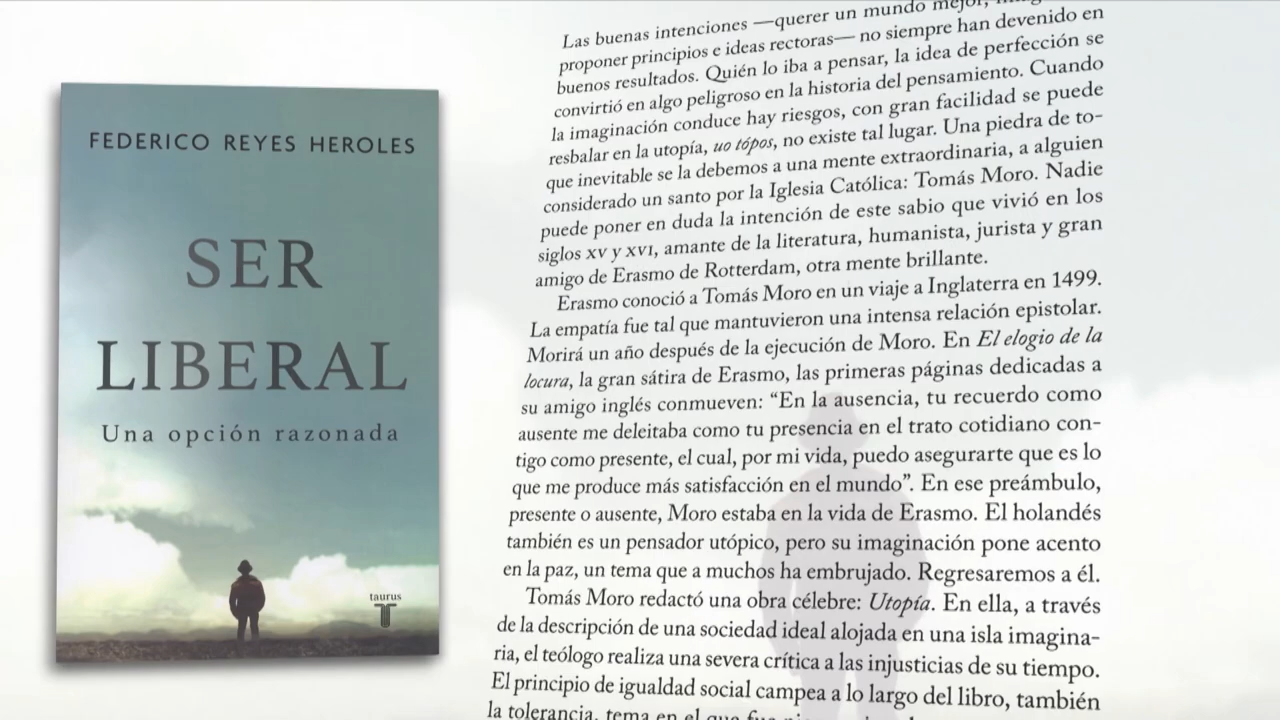 FEDERICO REYES HEROLES
SER
LIBERAL
Una opción razonada
taurus
Las buenas intenciones —querer un mundo mejor,
proponer principios e ideas rectoras— no siempre han devenido en
buenos resultados. Quién lo iba a pensar, la idea de perfección se
convirtió en algo peligroso en la historia del pensamiento. Cuando
la imaginación conduce hay riesgos, con gran facilidad se puede
resbalar en la utopía, uo tópos, no existe tal lugar. Una piedra de to-
que inevitable se la debemos a una mente extraordinaria, a alguien
considerado un santo por la Iglesia Católica: Tomás Moro. Nadie
puede poner en duda la intención de este sabio que vivió en los
siglos XV y XVI, amante de la literatura, humanista, jurista y gran
amigo de Erasmo de Rotterdam, otra mente brillante.
Erasmo conoció a Tomás Moro en un viaje a Inglaterra en 1499.
La empatía fue tal que mantuvieron una intensa relación epistolar.
Morirá un año después de la ejecución de Moro. En El elogio de la
locura, la gran sátira de Erasmo, las primeras páginas dedicadas a
su amigo inglés conmueven: “En la ausencia, tu recuerdo como
ausente me deleitaba como tu presencia en el trato cotidiano con-
tigo como presente, el cual, por mi vida, puedo asegurarte que es lo
que me produce más satisfacción en el mundo”. En ese preámbulo,
presente o ausente, Moro estaba en la vida de Erasmo. El holandés
también es un pensador utópico, pero su imaginación pone acento
en la paz, un tema que a muchos ha embrujado. Regresaremos a él.
Tomás Moro redactó una obra célebre: Utopía. En ella, a través
de la descripción de una sociedad ideal alojada en una isla imagina-
ria, el teólogo realiza una severa crítica a las injusticias de su tiempo.
El principio de igualdad social campea a lo largo del libro, también
la tolerancia, tema en el que fue